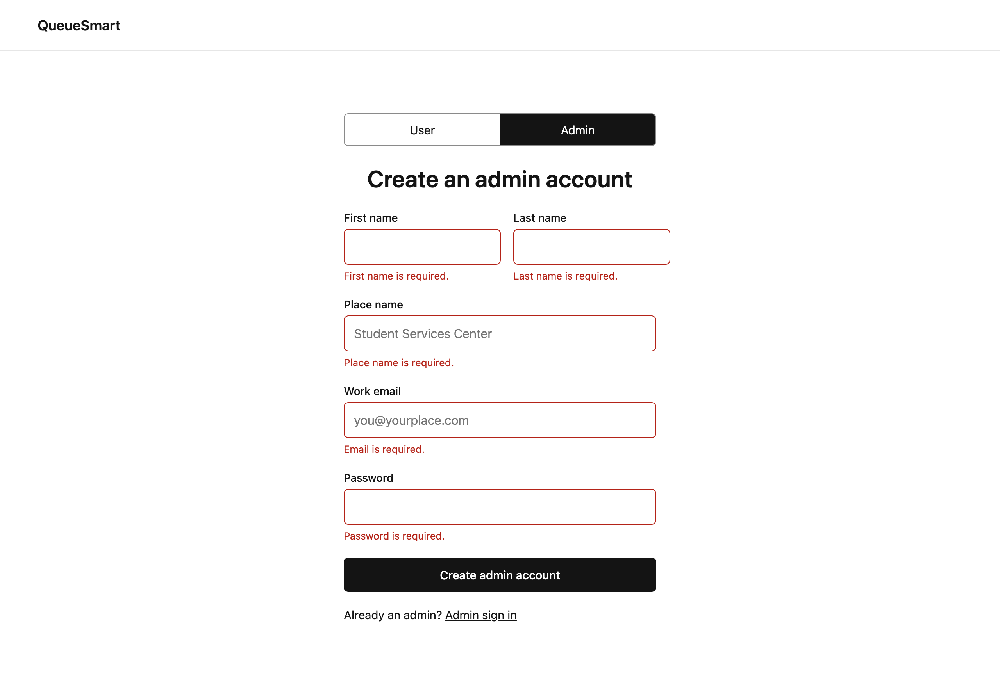 QueueSmart
User Admin
Create an admin account
First name Last name
First name is required. Last name is required.
Place name
Student Services Center
Place name is required.
Work email
you@yourplace.com
Email is required.
Password
Password is required.
Create admin account
Already an admin? Admin sign in